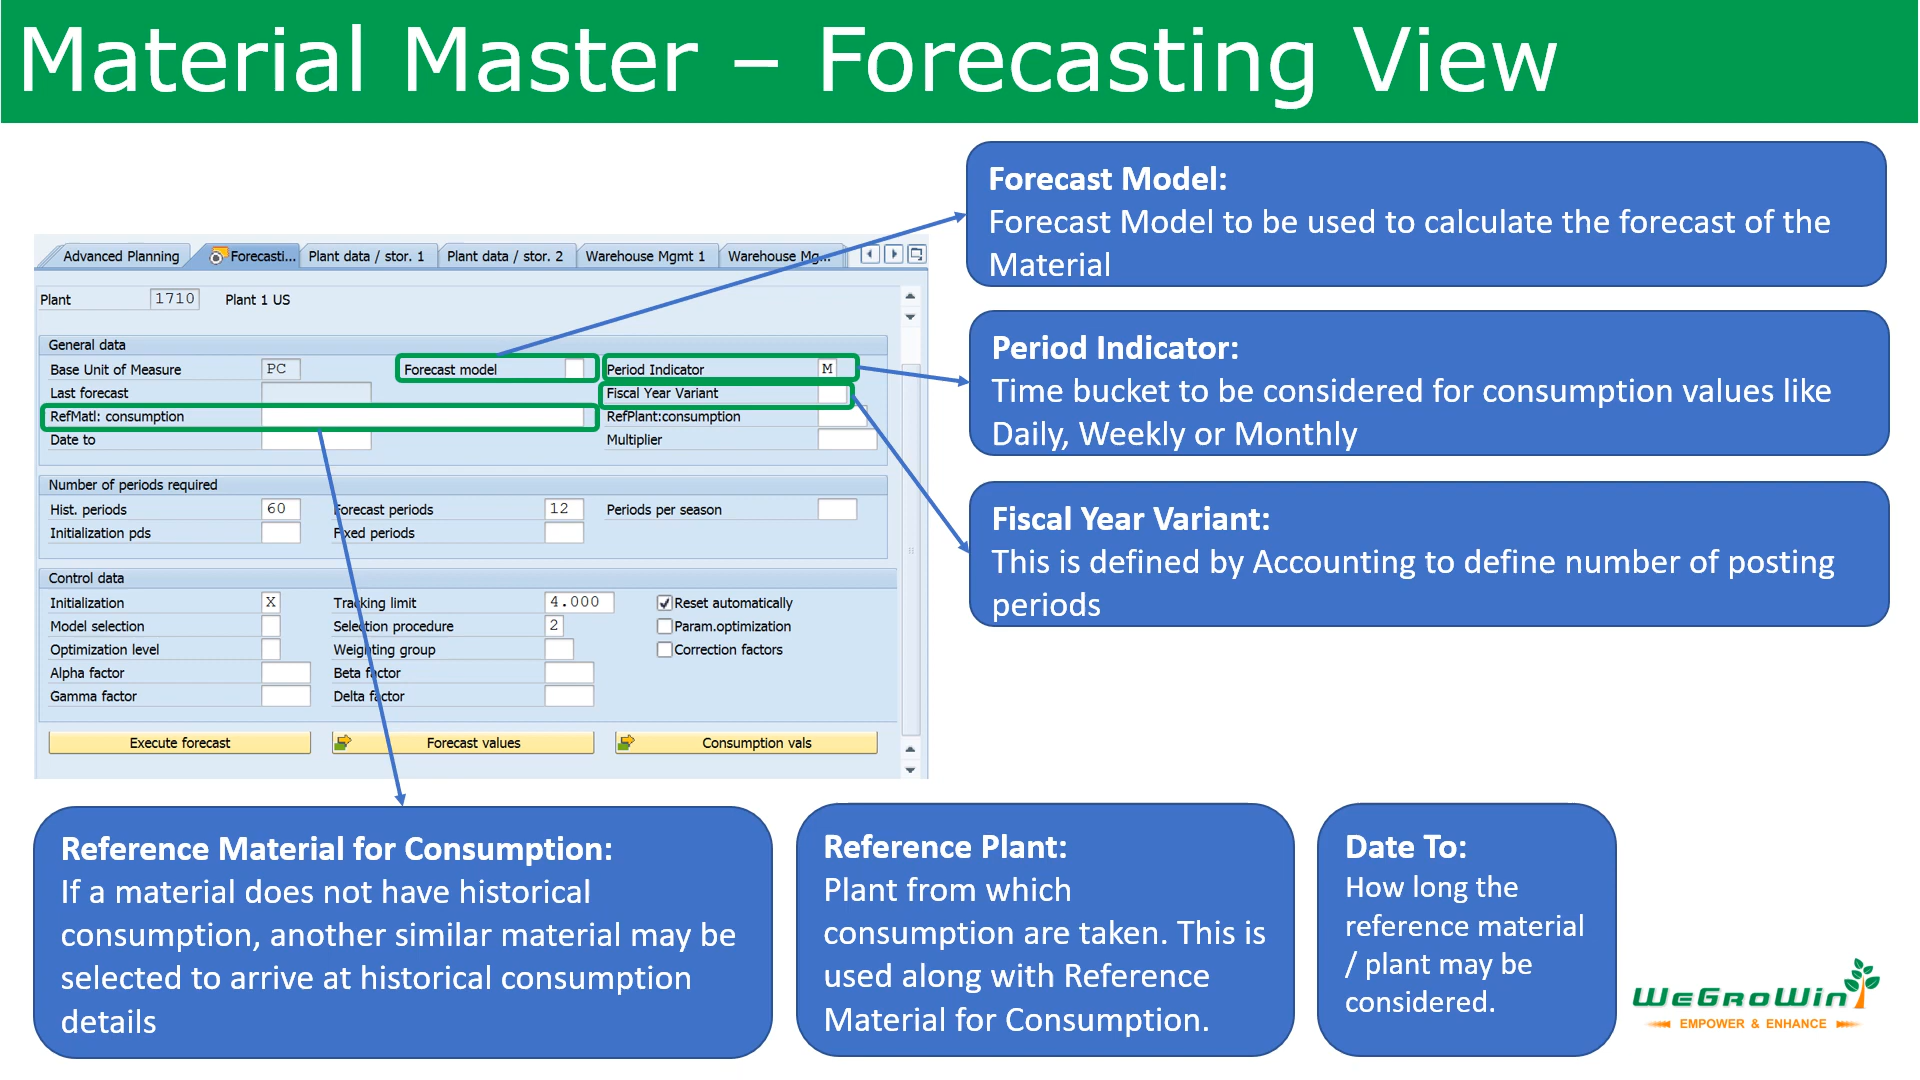 Material Master – Forecasting View
Forecast Model:
Forecast Model to be used to calculate the forecast of the
Material
Advanced Planning Forecasti... Plant data / stor. 1 Plant data / stor. 2 Warehouse Mgmt 1 Warehouse Mg...
Plant 1710 Plant 1 US
General data
Base Unit of Measure PC Forecast model Period Indicator M
Last forecast Fiscal Year Variant
RefMatl: consumption RefPlant:consumption
Date to Multiplier
Number of periods required
Hist. periods 60 Forecast periods 12 Periods per season
Initialization pds Fixed periods
Control data
Initialization X Tracking limit 4.000 Reset automatically
Model selection Selection procedure 2 Param.optimization
Optimization level Weighting group Correction factors
Alpha factor Beta factor
Gamma factor Delta factor
Execute forecast Forecast values Consumption vals
Period Indicator:
Time bucket to be considered for consumption values like
Daily, Weekly or Monthly
Fiscal Year Variant:
This is defined by Accounting to define number of posting
periods
Reference Material for Consumption:
If a material does not have historical
consumption, another similar material may be
selected to arrive at historical consumption
details
Reference Plant:
Plant from which
consumption are taken. This is
used along with Reference
Material for Consumption.
Date To:
How long the
reference material
/ plant may be
considered.
WeGroWin
EMPOWER & ENHANCE